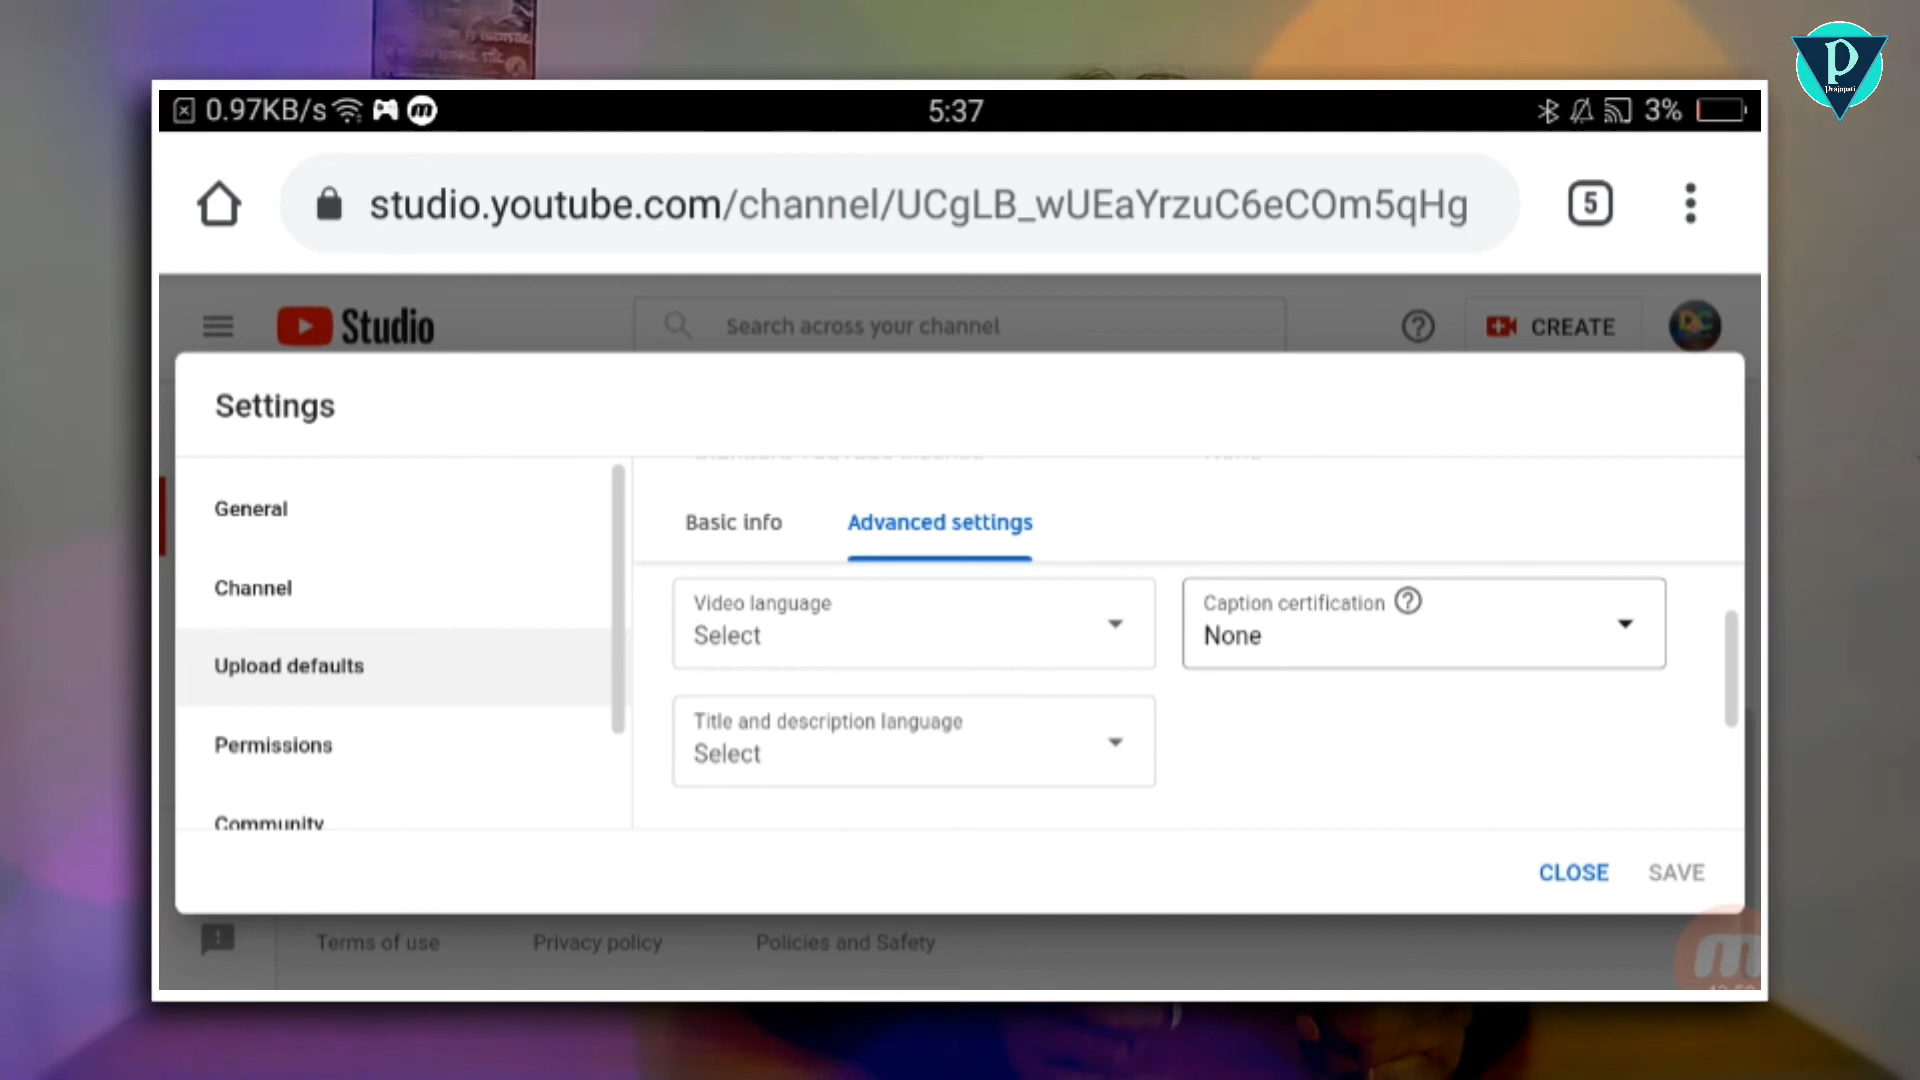 0.97KB/s
5:37
3%
P
Prajapati
studio.youtube.com/channel/UCgLB_wUEaYrzuC6eCOm5qHg
5
Studio
Search across your channel
CREATE
Settings
General
Channel
Upload defaults
Permissions
Community
Basic info
Advanced settings
Video language
Select
Caption certification
None
Title and description language
Select
CLOSE
SAVE
Terms of use
Privacy policy
Policies and Safety